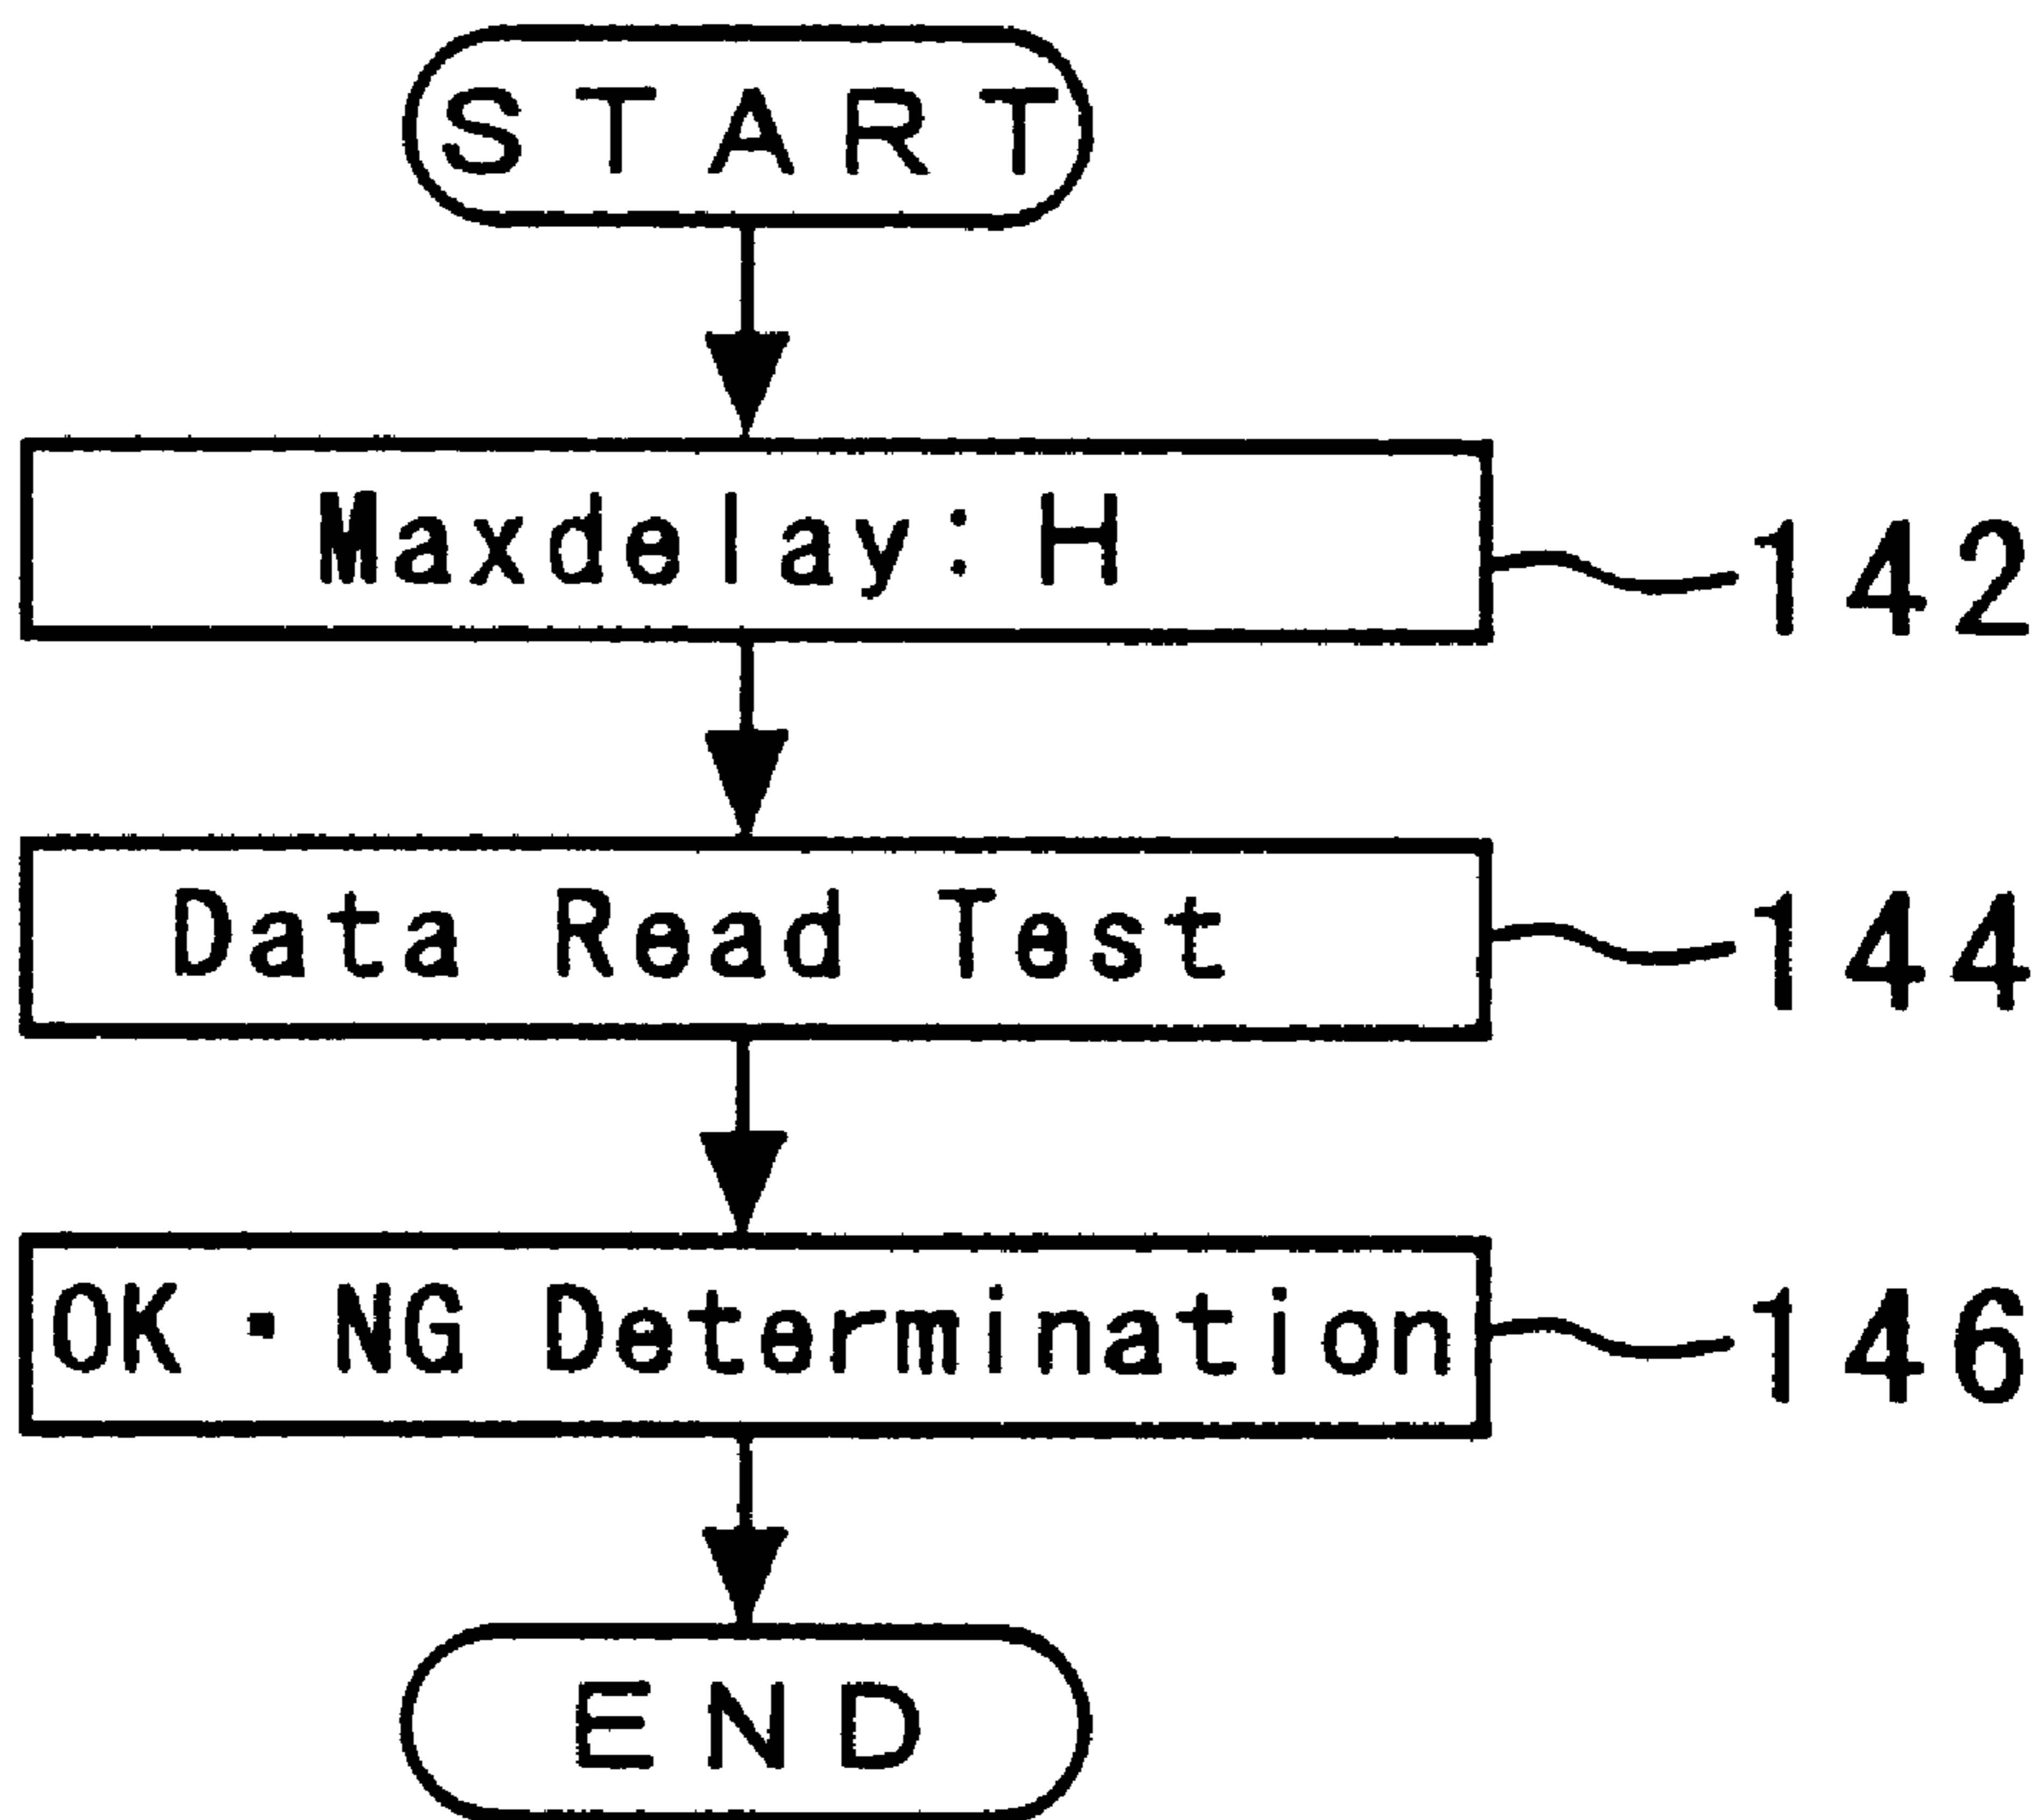 START
Maxdelay: H
142
Data Read Test
144
OK・NG Determination
146
END